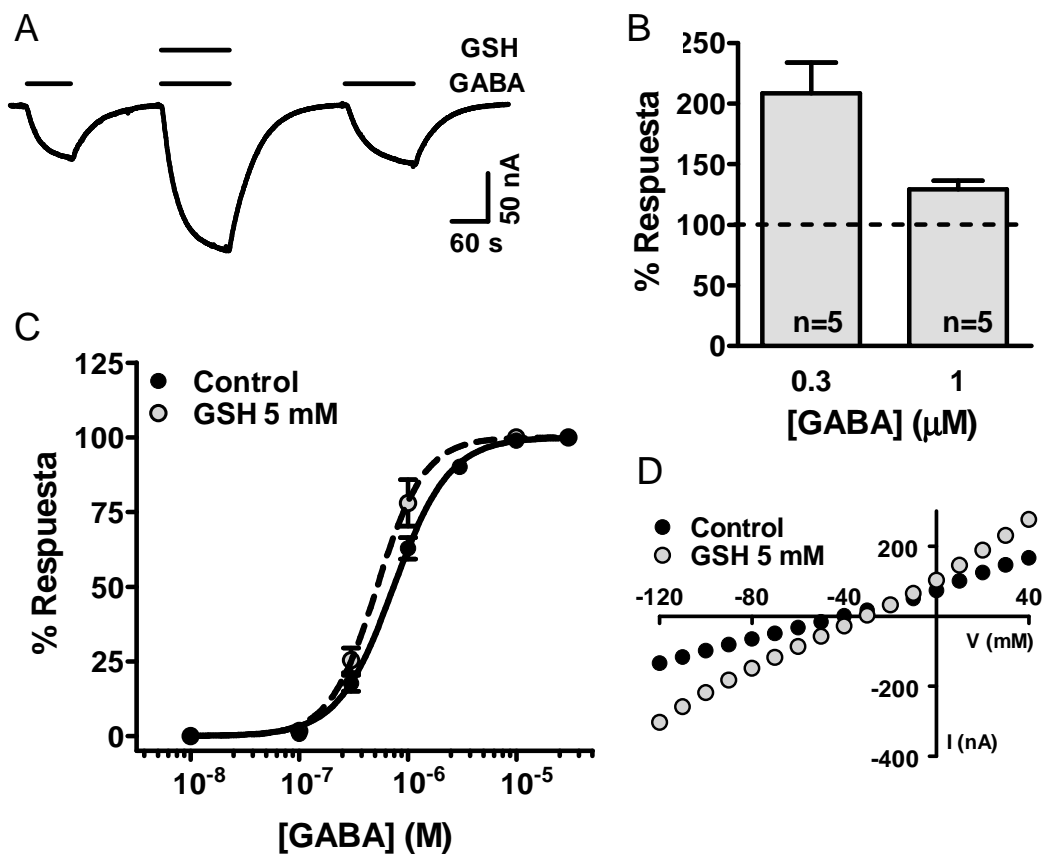 A
GSH
GABA
50 nA
60 s
B
250
200
150
100
50
0
% Respuesta
n=5
n=5
0.3
1
[GABA] (µM)
C
125
100
75
50
25
0
% Respuesta
Control
GSH 5 mM
10-8
10-7
10-6
10-5
[GABA] (M)
D
Control
GSH 5 mM
200
-120
-80
-40
40
V (mM)
-200
-400
I (nA)